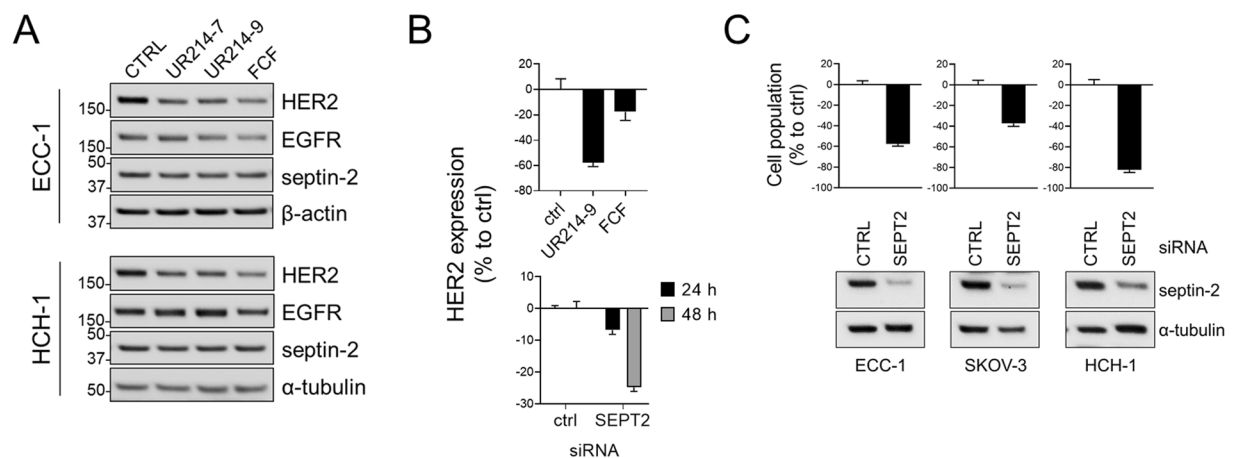 A
CTRL
UR214-7
UR214-9
FCF
ECC-1
150
HER2
150
EGFR
50
37
septin-2
37
β-actin
HCH-1
150
HER2
150
EGFR
50
37
septin-2
50
α-tubulin
B
HER2 expression
(% to ctrl)
20
0
-20
-40
-60
-80
ctrl
UR214-9
FCF
10
0
-10
-20
-30
24 h
48 h
ctrl
SEPT2
siRNA
C
Cell population
(% to ctrl)
20
0
-20
-40
-60
-80
-100
20
0
-20
-40
-60
-80
-100
20
0
-20
-40
-60
-80
-100
CTRL
SEPT2
CTRL
SEPT2
CTRL
SEPT2
siRNA
septin-2
α-tubulin
ECC-1
SKOV-3
HCH-1